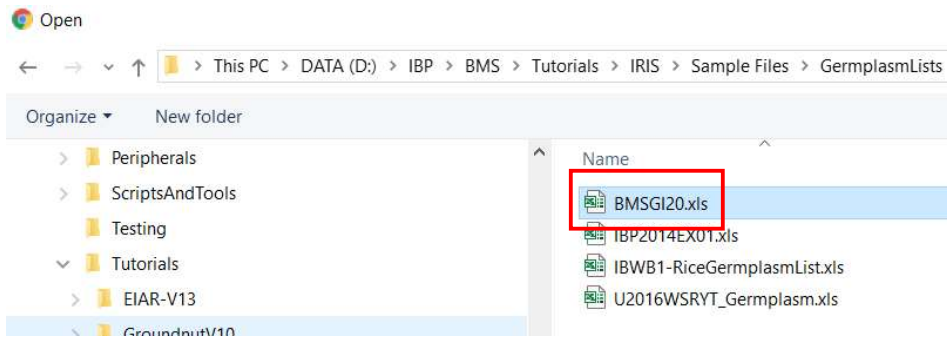 Open
This PC > DATA (D:) > IBP > BMS > Tutorials > IRIS > Sample Files > GermplasmLists
Organize New folder
Peripherals
ScriptsAndTools
Testing
Tutorials
EIAR-V13
GroundnutV10
Name
BMSGI20.xls
IBP2014EX01.xls
IBWB1-RiceGermplasmList.xls
U2016WSRYT_Germplasm.xls